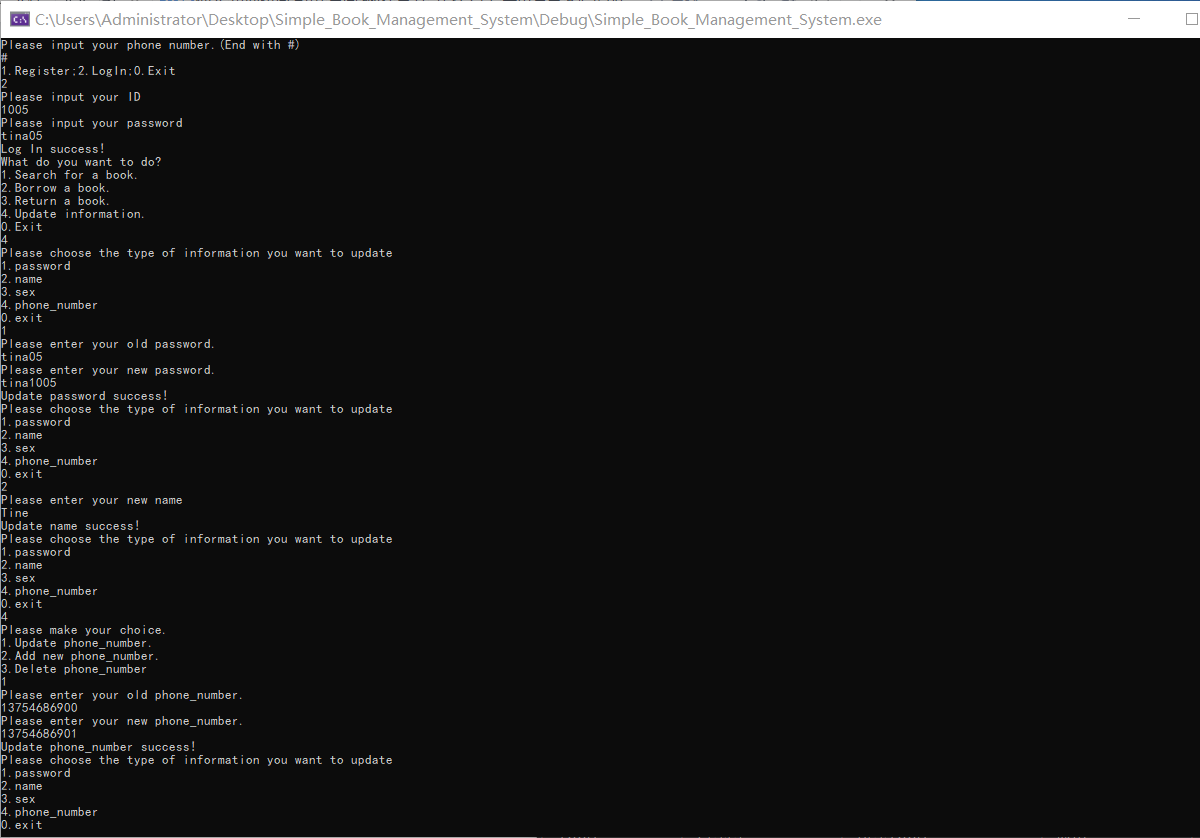 C:\Users\Administrator\Desktop\Simple_Book_Management_System\Debug\Simple_Book_Management_System.exe
Please input your phone number.(End with #)
#
1.Register;2.LogIn;0.Exit
2
Please input your ID
1005
Please input your password
tina05
Log In success!
What do you want to do?
1.Search for a book.
2.Borrow a book.
3.Return a book.
4.Update information.
0.Exit
4
Please choose the type of information you want to update
1.password
2.name
3.sex
4.phone_number
0.exit
1
Please enter your old password.
tina05
Please enter your new password.
tina1005
Update password success!
Please choose the type of information you want to update
1.password
2.name
3.sex
4.phone_number
0.exit
2
Please enter your new name
Tine
Update name success!
Please choose the type of information you want to update
1.password
2.name
3.sex
4.phone_number
0.exit
4
Please make your choice.
1.Update phone_number.
2.Add new phone_number.
3.Delete phone_number
1
Please enter your old phone_number.
13754686900
Please enter your new phone_number.
13754686901
Update phone_number success!
Please choose the type of information you want to update
1.password
2.name
3.sex
4.phone_number
0.exit